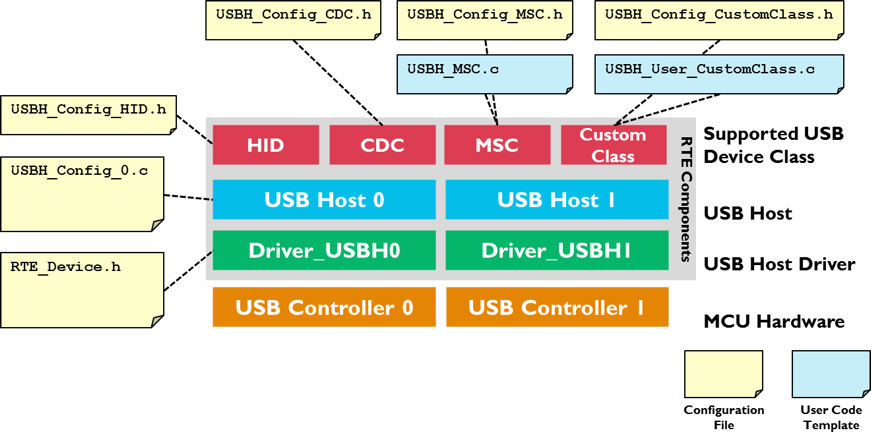 USBH_Config_CDC.h
USBH_Config_MSC.h
USBH_Config_CustomClass.h
USBH_MSC.c
USBH_User_CustomClass.c
USBH_Config_HID.h
HID
CDC
MSC
Custom
Class
RTE Components
Supported USB
Device Class
USBH_Config_0.c
USB Host 0
USB Host 1
USB Host
RTE_Device.h
Driver_USBH0
Driver_USBH1
USB Host Driver
USB Controller 0
USB Controller 1
MCU Hardware
Configuration
File
User Code
Template